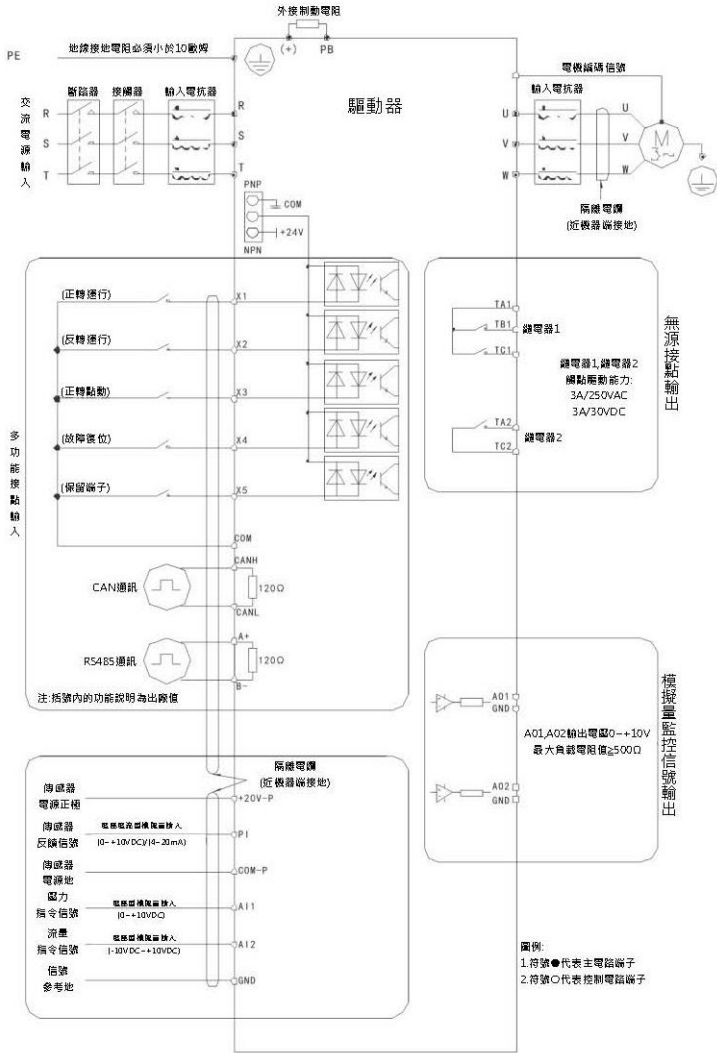 外接制動電阻
(+) PB
PE 地線接地電阻必須小於10歐姆
驅動器
電機編碼信號
交流電源輸入
斷路器 接觸器 輸入電抗器
R
S
T
R
S
T
輸入電抗器
U
V
W
U
V
W
M
3~
隔離電纜
(近機器端接地)
PNP
COM
+24V
NPN
多功能接點輸入
(正轉運行) X1
(反轉運行) X2
(正轉點動) X3
(故障復位) X4
(保留端子) X5
COM
CANH
CAN通訊 120Ω
CANL
A+
RS485通訊 120Ω
B-
注:括號內的功能說明為出廠值
無源接點輸出
TA1
TB1 繼電器1
TC1
繼電器1,繼電器2
觸點驅動能力:
3A/250VAC
3A/30VDC
TA2
繼電器2
TC2
模擬量監控信號輸出
AO1
GND
A01,A02輸出電壓0-+10V
最大負載電阻值≧500Ω
AO2
GND
隔離電纜
(近機器端接地)
傳感器
電源正極
+20V-P
傳感器
反饋信號
(0-+10VDC)/(4-20mA)
PI
傳感器
電源地
COM-P
壓力
指令信號
(0-+10VDC)
AI1
流量
指令信號
(-10VDC-+10VDC)
AI2
信號
參考地
GND
圖例:
1.符號●代表主電路端子
2.符號○代表控制電路端子